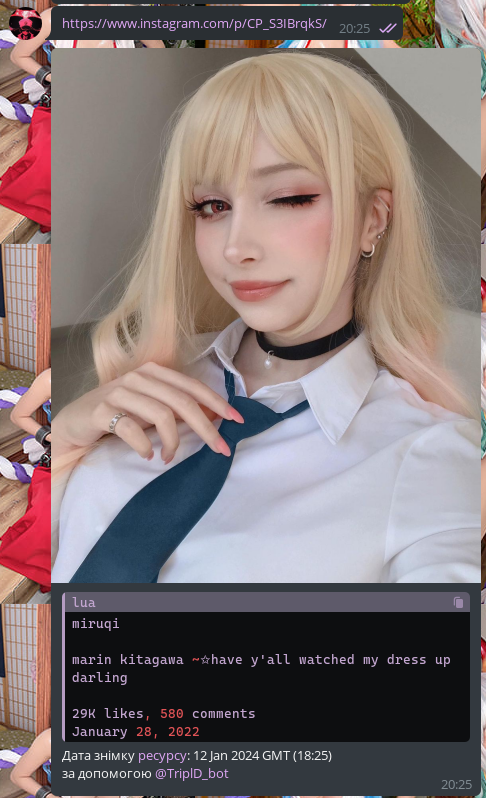 https://www.instagram.com/p/CP_S3IBrqkS/ 20:25
lua
miruqi
marin kitagawa ~☆have y'all watched my dress up
darling
29K likes, 580 comments
January 28, 2022
Дата знімку ресурсу: 12 Jan 2024 GMT (18:25)
за допомогою @TriplD_bot
20:25